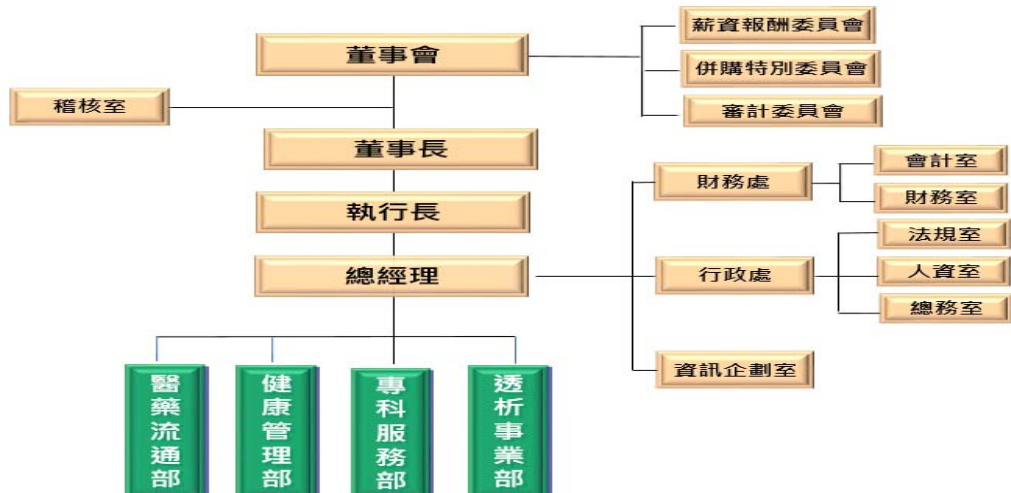 薪資報酬委員會
董事會
併購特別委員會
稽核室
審計委員會
董事長
財務處
會計室
財務室
執行長
法規室
總經理
行政處
人資室
總務室
資訊企劃室
醫藥流通部
健康管理部
專科服務部
透析事業部